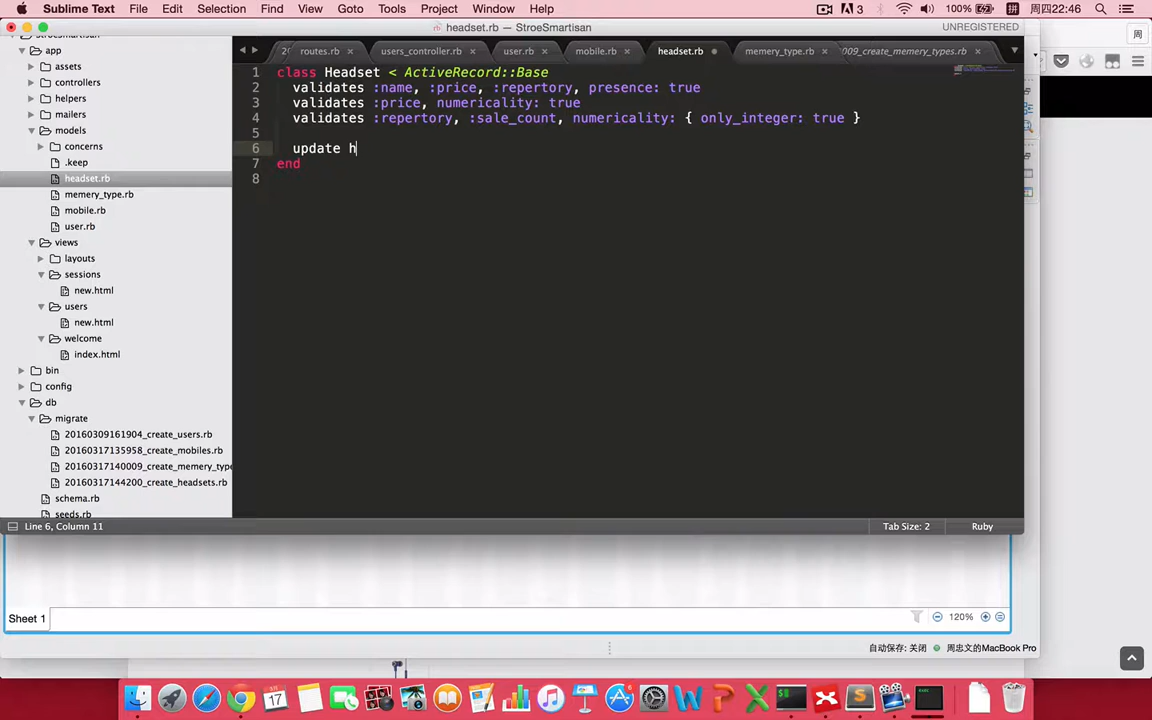 Sublime Text File Edit Selection Find View Goto Tools Project Window Help 3 100% 拼 周四22:46
headset.rb — StroeSmartisan UNREGISTERED
周
StroeSmartisan
routes.rb × users_controller.rb × user.rb × mobile.rb × headset.rb memery_type.rb × 009_create_memery_types.rb ×
app
assets
controllers
helpers
mailers
models
concerns
.keep
headset.rb
memery_type.rb
mobile.rb
user.rb
views
layouts
sessions
new.html
users
new.html
welcome
index.html
bin
config
db
migrate
20160309161904_create_users.rb
20160317135958_create_mobiles.rb
20160317140009_create_memery_type
20160317144200_create_headsets.rb
schema.rb
seeds.rb
1 class Headset < ActiveRecord::Base
2 validates :name, :price, :repertory, presence: true
3 validates :price, numericality: true
4 validates :repertory, :sale_count, numericality: { only_integer: true }
5
6 update h
7 end
8
Line 6, Column 11 Tab Size: 2 Ruby
Sheet 1 120%
自动保存: 关闭 周忠文的MacBook Pro
17